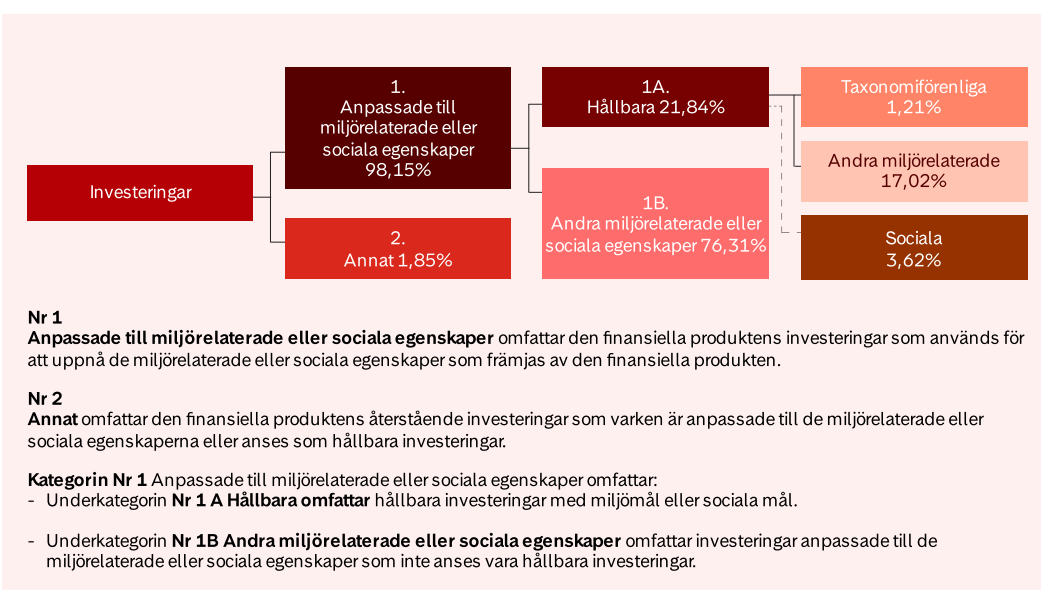 Investeringar
1.
Anpassade till
miljörelaterade eller
sociala egenskaper
98,15%
2.
Annat 1,85%
1A.
Hållbara 21,84%
1B.
Andra miljörelaterade eller
sociala egenskaper 76,31%
Taxonomiförenliga
1,21%
Andra miljörelaterade
17,02%
Sociala
3,62%
Nr 1
Anpassade till miljörelaterade eller sociala egenskaper omfattar den finansiella produktens investeringar som används för
att uppnå de miljörelaterade eller sociala egenskaper som främjas av den finansiella produkten.
Nr 2
Annat omfattar den finansiella produktens återstående investeringar som varken är anpassade till de miljörelaterade eller
sociala egenskaperna eller anses som hållbara investeringar.
Kategorin Nr 1 Anpassade till miljörelaterade eller sociala egenskaper omfattar:
- Underkategorin Nr 1 A Hållbara omfattar hållbara investeringar med miljömål eller sociala mål.
- Underkategorin Nr 1B Andra miljörelaterade eller sociala egenskaper omfattar investeringar anpassade till de
miljörelaterade eller sociala egenskaper som inte anses vara hållbara investeringar.